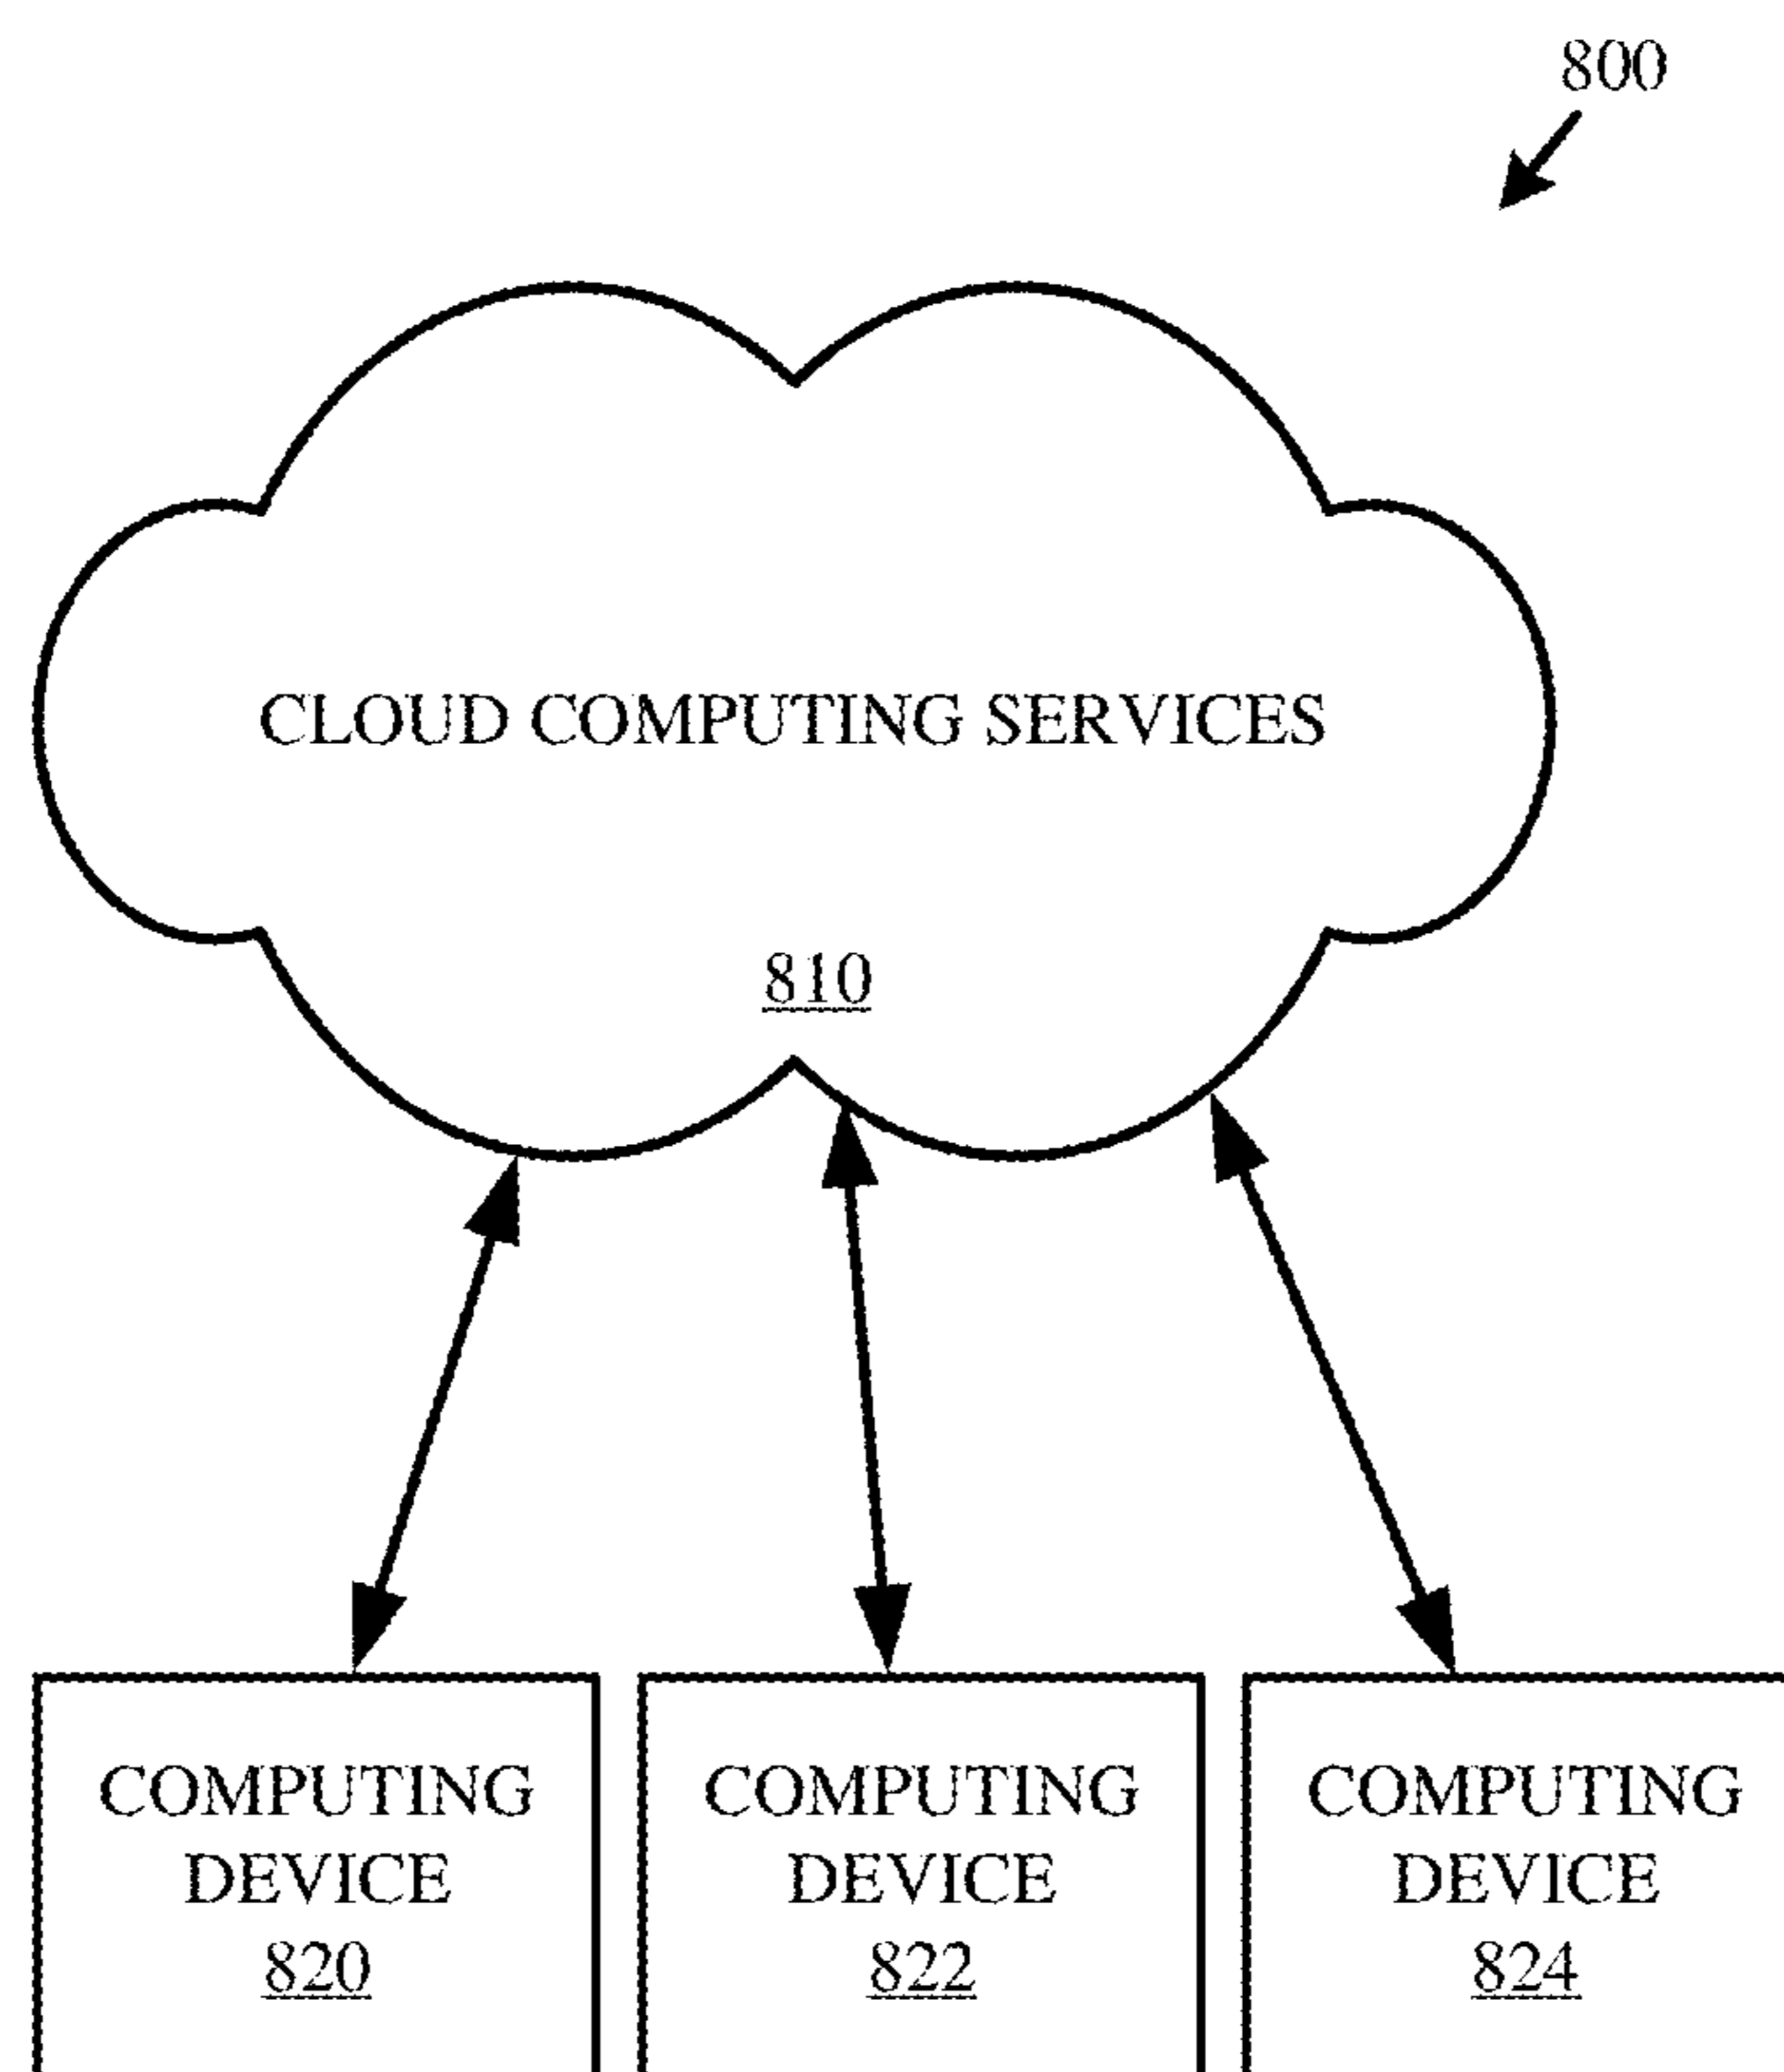 800
CLOUD COMPUTING SERVICES
810
COMPUTING
DEVICE
820
COMPUTING
DEVICE
822
COMPUTING
DEVICE
824